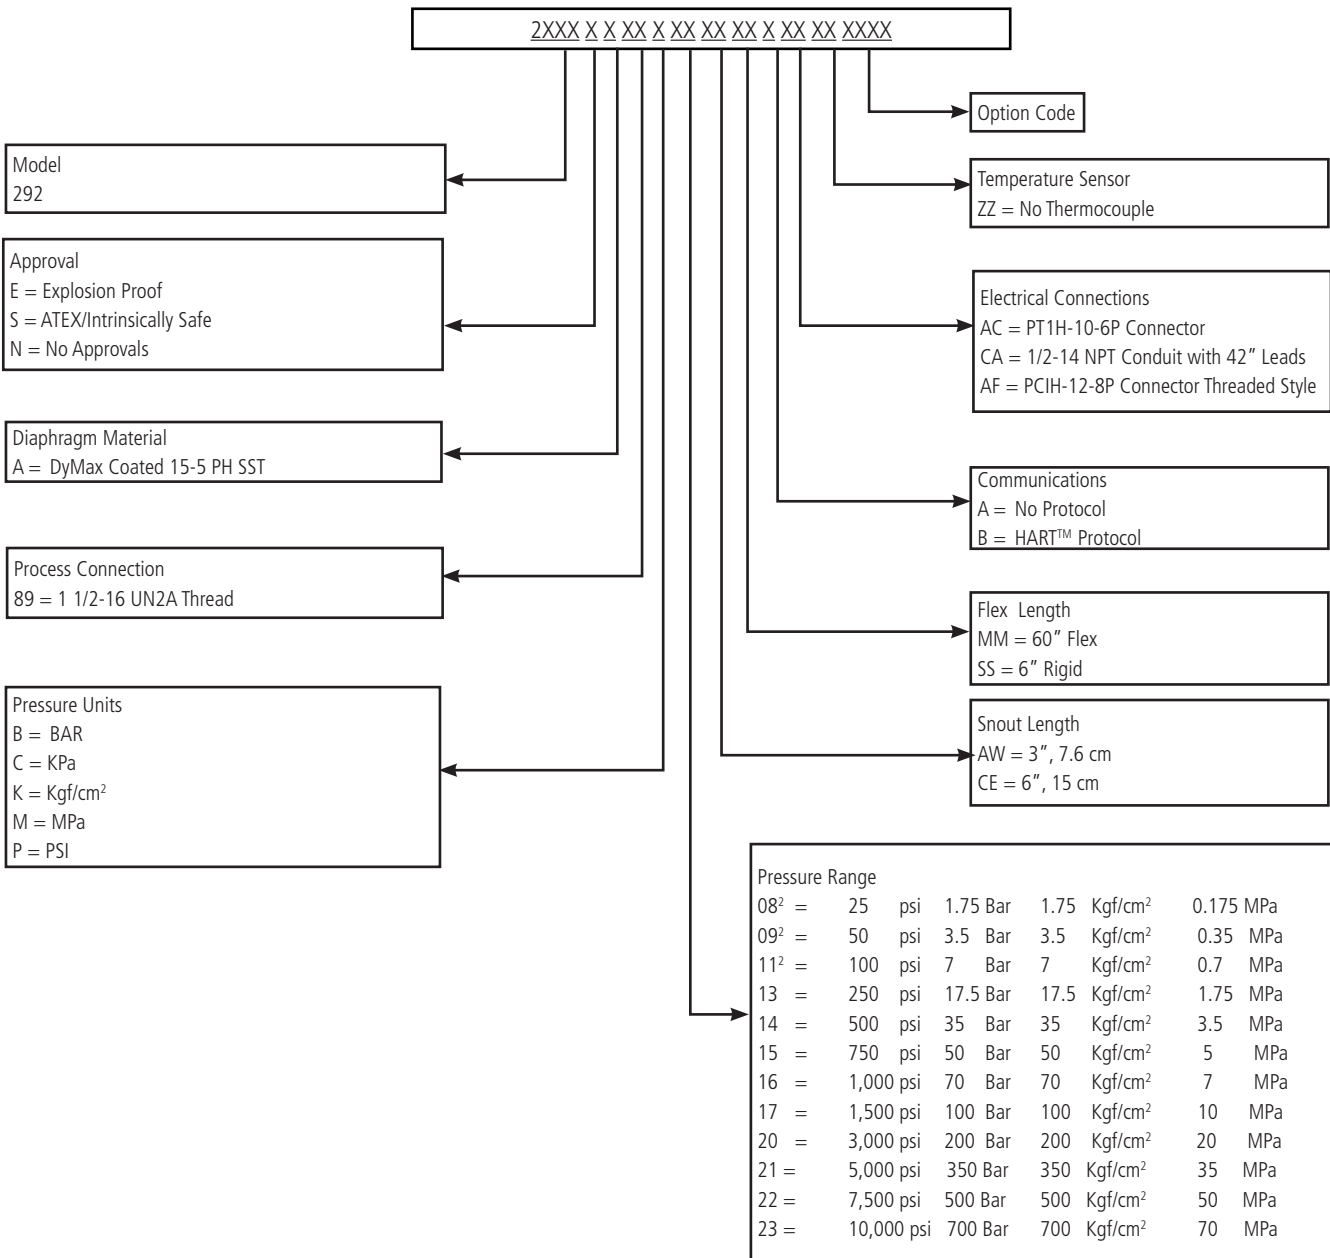 2XXX X X XX X XX XX XX X XX XX XXXX
Option Code
Model
292
Temperature Sensor
ZZ = No Thermocouple
Approval
E = Explosion Proof
S = ATEX/Intrinsically Safe
N = No Approvals
Electrical Connections
AC = PT1H-10-6P Connector
CA = 1/2-14 NPT Conduit with 42” Leads
AF = PCIH-12-8P Connector Threaded Style
Diaphragm Material
A = DyMax Coated 15-5 PH SST
Communications
A = No Protocol
B = HART™ Protocol
Process Connection
89 = 1 1/2-16 UN2A Thread
Flex Length
MM = 60” Flex
SS = 6” Rigid
Pressure Units
B = BAR
C = KPa
K = Kgf/cm²
M = MPa
P = PSI
Snout Length
AW = 3”, 7.6 cm
CE = 6”, 15 cm
Pressure Range
08² = 25 psi 1.75 Bar 1.75 Kgf/cm² 0.175 MPa
09² = 50 psi 3.5 Bar 3.5 Kgf/cm² 0.35 MPa
11² = 100 psi 7 Bar 7 Kgf/cm² 0.7 MPa
13 = 250 psi 17.5 Bar 17.5 Kgf/cm² 1.75 MPa
14 = 500 psi 35 Bar 35 Kgf/cm² 3.5 MPa
15 = 750 psi 50 Bar 50 Kgf/cm² 5 MPa
16 = 1,000 psi 70 Bar 70 Kgf/cm² 7 MPa
17 = 1,500 psi 100 Bar 100 Kgf/cm² 10 MPa
20 = 3,000 psi 200 Bar 200 Kgf/cm² 20 MPa
21 = 5,000 psi 350 Bar 350 Kgf/cm² 35 MPa
22 = 7,500 psi 500 Bar 500 Kgf/cm² 50 MPa
23 = 10,000 psi 700 Bar 700 Kgf/cm² 70 MPa